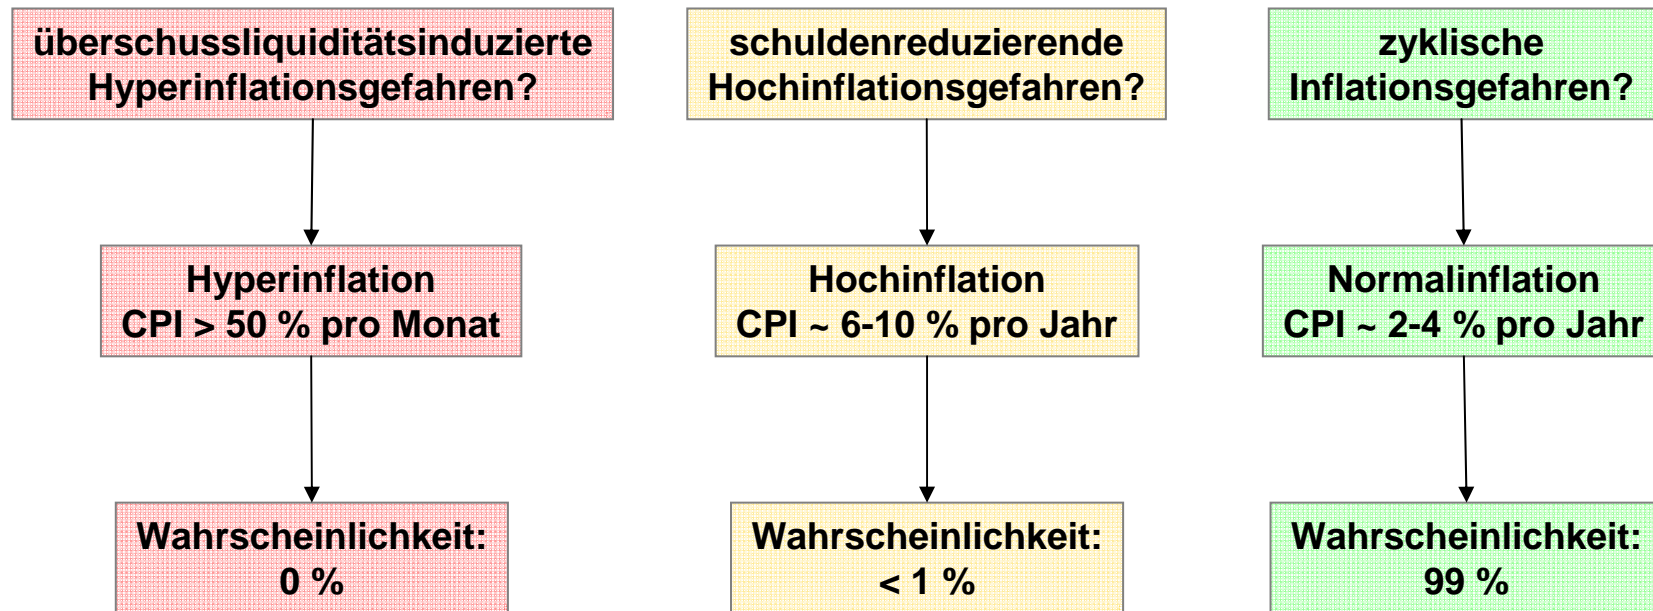 überschussliquiditätsinduzierte
Hyperinflationsgefahren?
Hyperinflation
CPI > 50 % pro Monat
Wahrscheinlichkeit:
0 %
schuldenreduzierende
Hochinflationsgefahren?
Hochinflation
CPI ~ 6-10 % pro Jahr
Wahrscheinlichkeit:
< 1 %
zyklische
Inflationsgefahren?
Normalinflation
CPI ~ 2-4 % pro Jahr
Wahrscheinlichkeit:
99 %